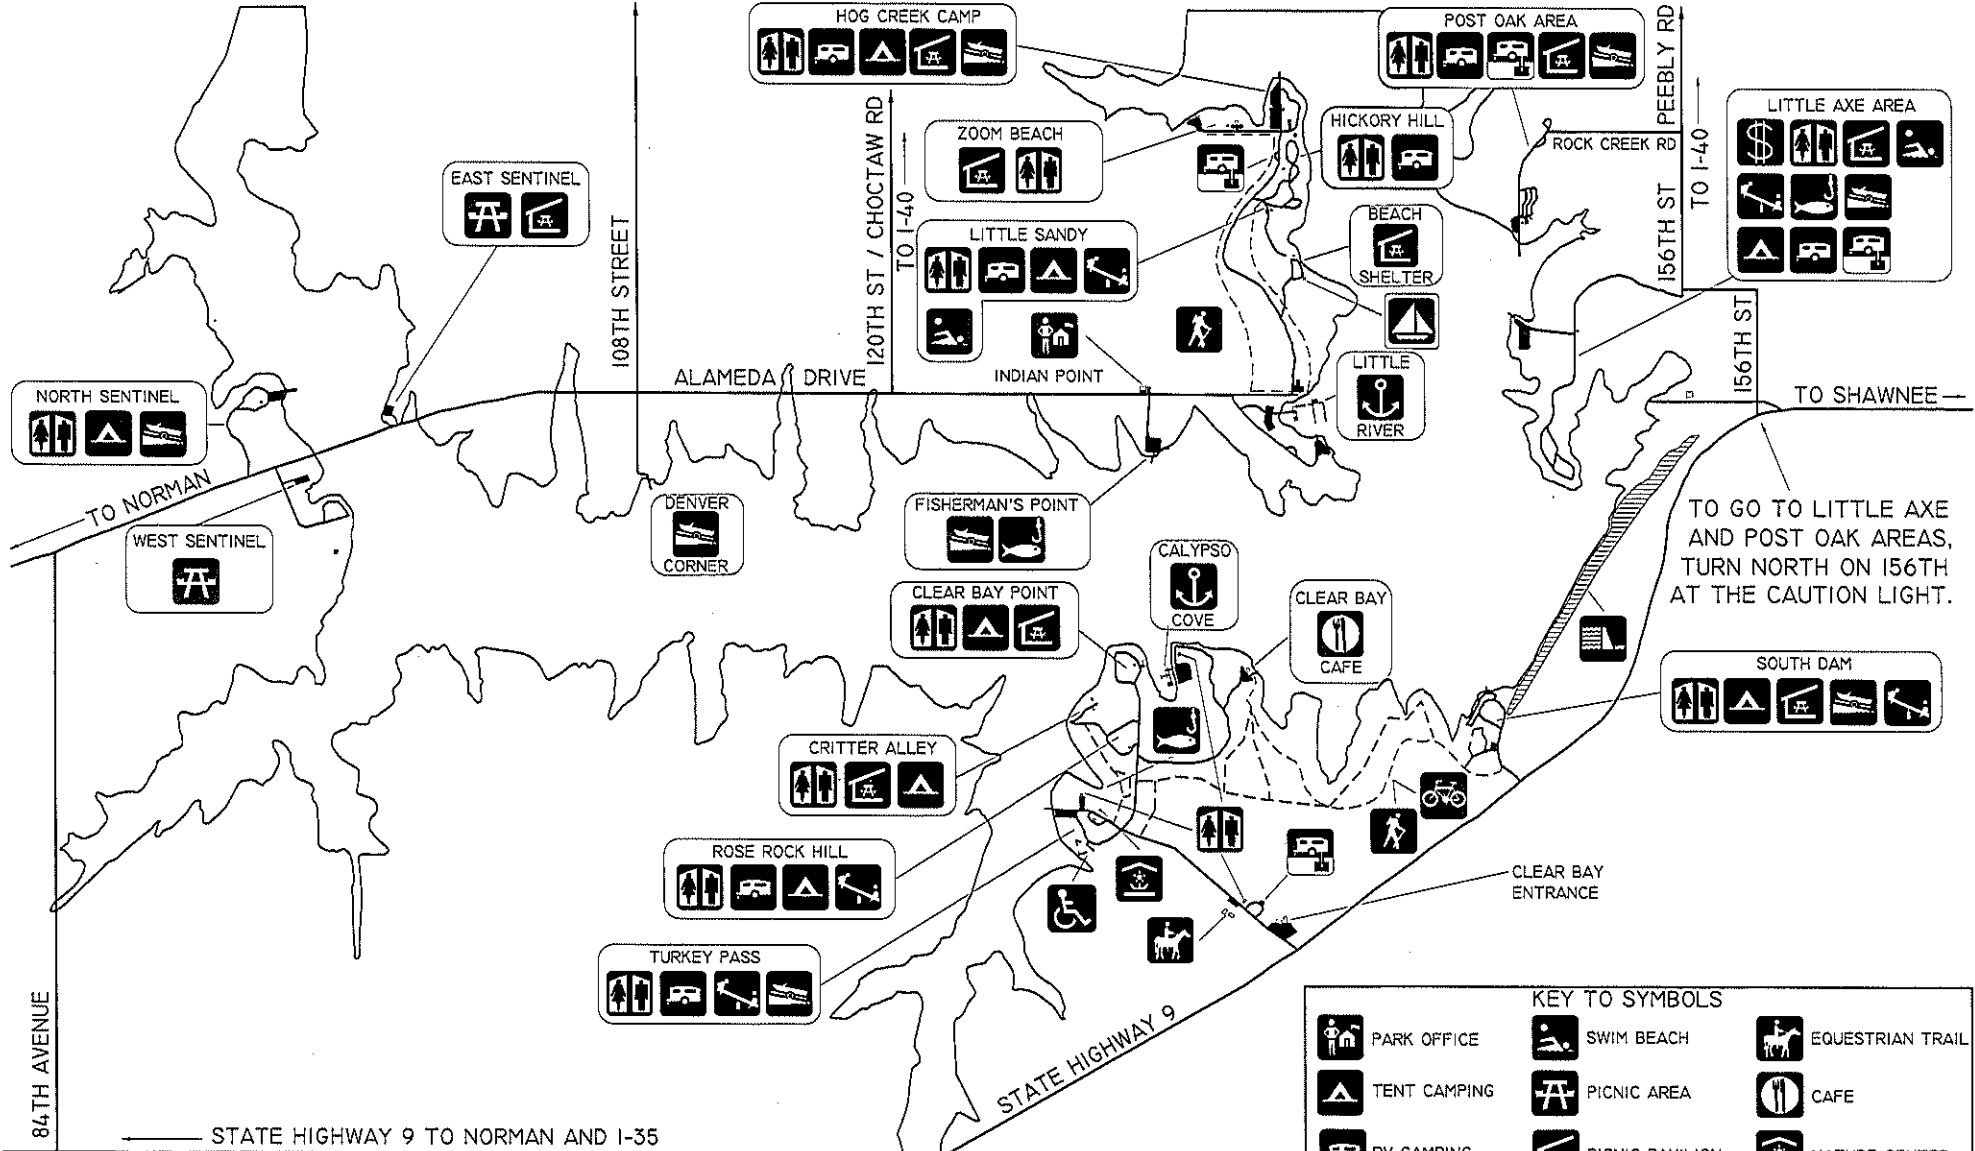 HOG CREEK CAMP
POST OAK AREA
PEEBLY RD
TO I-40
LITTLE AXE AREA
$
120TH ST / CHOCTAW RD
TO I-40
ZOOM BEACH
HICKORY HILL
ROCK CREEK RD
156TH ST
EAST SENTINEL
108TH STREET
LITTLE SANDY
BEACH
SHELTER
NORTH SENTINEL
ALAMEDA DRIVE
INDIAN POINT
LITTLE
RIVER
156TH ST
TO SHAWNEE
TO NORMAN
WEST SENTINEL
DENVER
CORNER
FISHERMAN'S POINT
TO GO TO LITTLE AXE
AND POST OAK AREAS,
TURN NORTH ON 156TH
AT THE CAUTION LIGHT.
CALYPSO
COVE
CLEAR BAY POINT
CLEAR BAY
CAFE
SOUTH DAM
CRITTER ALLEY
ROSE ROCK HILL
CLEAR BAY
ENTRANCE
TURKEY PASS
84TH AVENUE
STATE HIGHWAY 9
STATE HIGHWAY 9 TO NORMAN AND I-35
KEY TO SYMBOLS
PARK OFFICE
SWIM BEACH
EQUESTRIAN TRAIL
TENT CAMPING
PICNIC AREA
CAFE
RV CAMPING
PICNIC PAVILION
NATURE CENTER